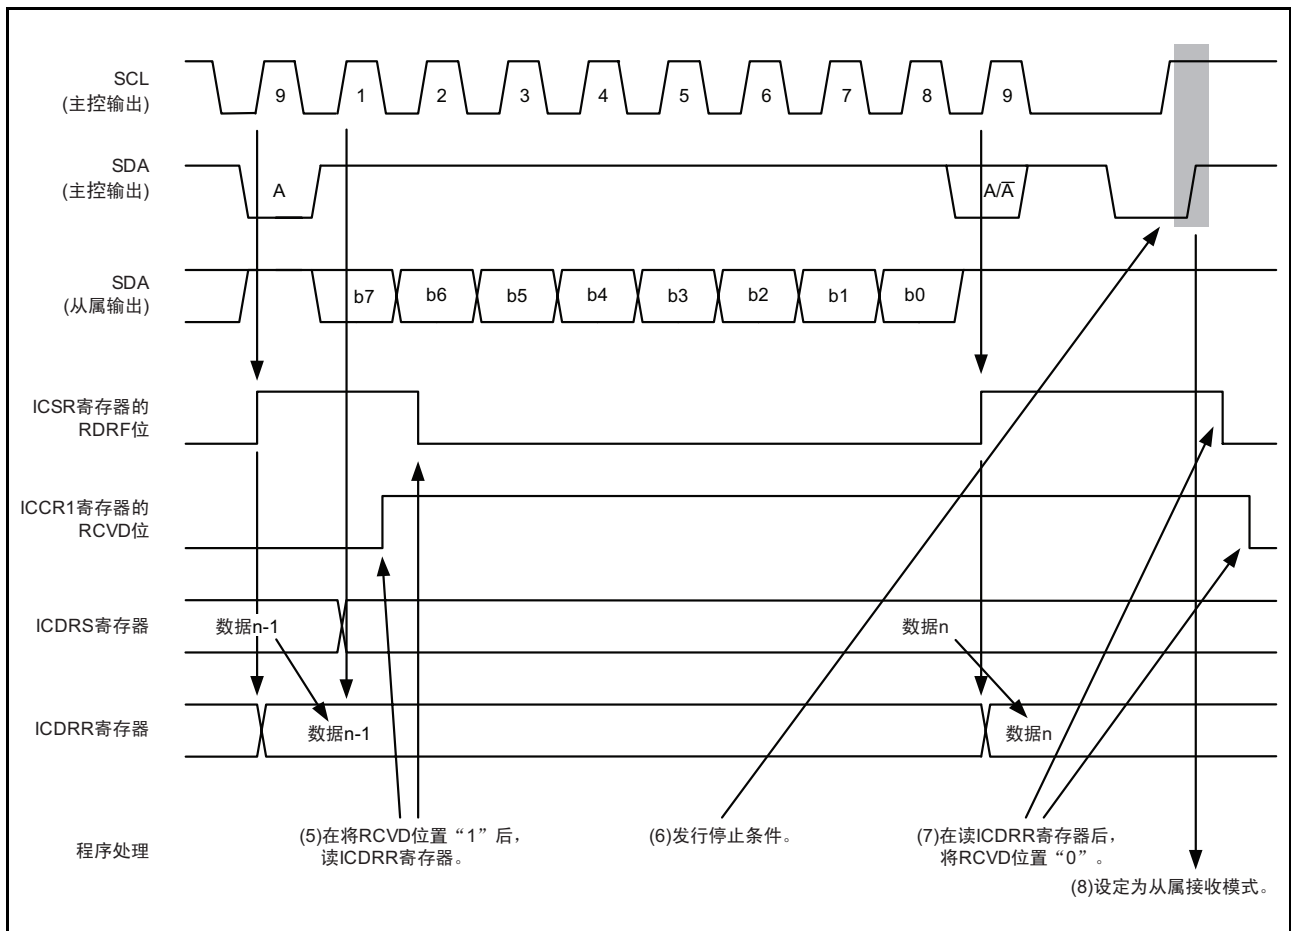 SCL
(主控输出)
9 1 2 3 4 5 6 7 8 9
SDA
(主控输出)
A A/A̅
SDA
(从属输出)
b7 b6 b5 b4 b3 b2 b1 b0
ICSR寄存器的
RDRF位
ICCR1寄存器的
RCVD位
ICDRS寄存器
数据n-1 数据n
ICDRR寄存器
数据n-1 数据n
程序处理
(5)在将RCVD位置“1”后，
读ICDRR寄存器。
(6)发行停止条件。
(7)在读ICDRR寄存器后，
将RCVD位置“0”。
(8)设定为从属接收模式。